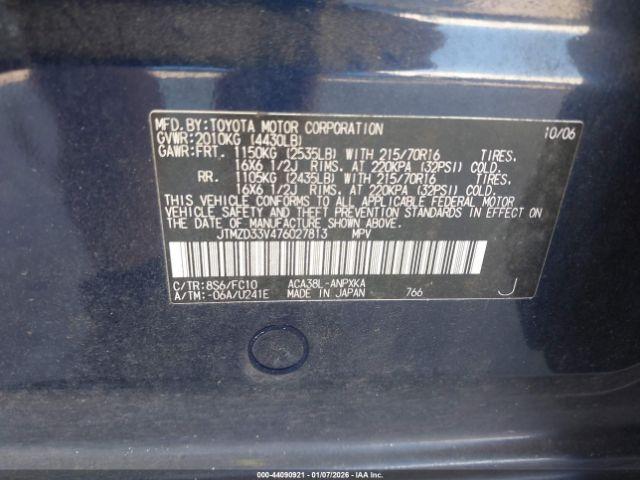 MFD. BY: TOYOTA MOTOR CORPORATION 10/06
GVWR: 2010KG (4430LB)
GAWR: FRT. 1150KG (2535LB) WITH 215/70R16 TIRES,
16X6 1/2J RIMS, AT 220KPA (32PSI) COLD.
RR. 1105KG (2435LB) WITH 215/70R16 TIRES,
16X6 1/2J RIMS, AT 220KPA (32PSI) COLD.
THIS VEHICLE CONFORMS TO ALL APPLICABLE FEDERAL MOTOR
VEHICLE SAFETY AND THEFT PREVENTION STANDARDS IN EFFECT ON
THE DATE OF MANUFACTURE SHOWN ABOVE.
JTMZD33V476027813 MPV
C/TR: 8S6/FC10 ACA38L-ANPXKA
A/TM: -06A/U241E MADE IN JAPAN 766 J
000-44090921 - 01/07/2026 - IAA